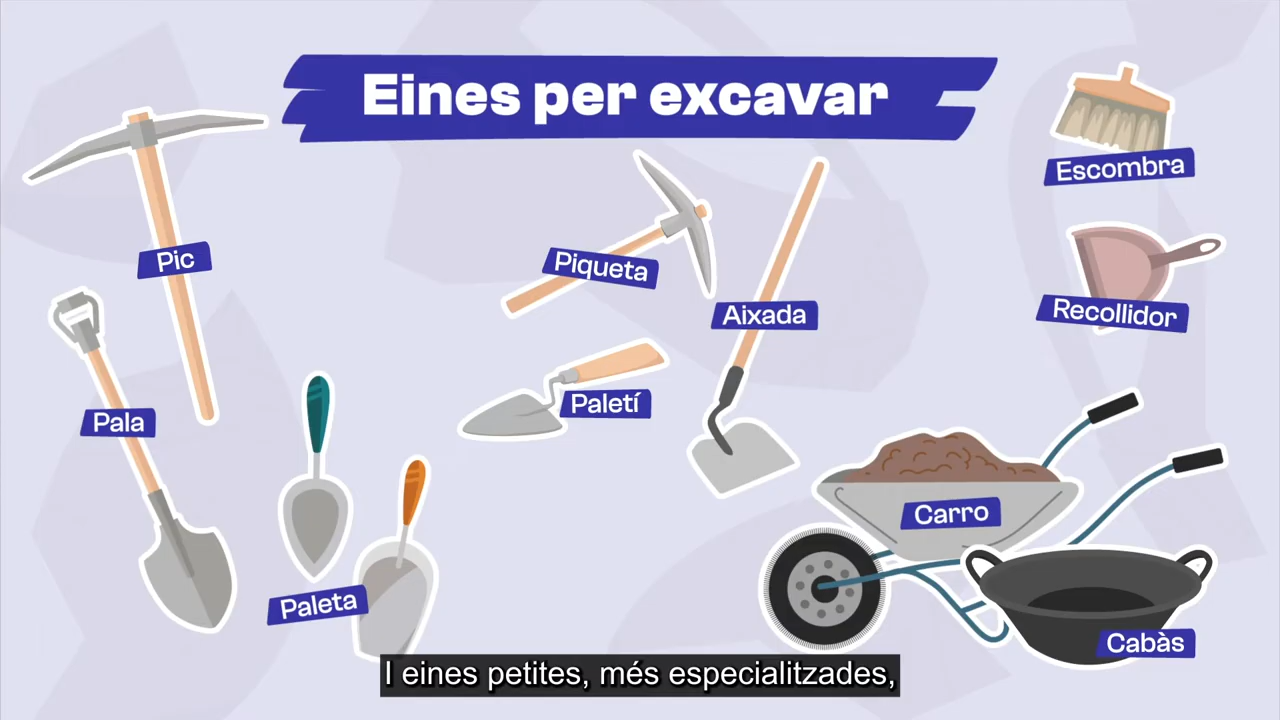 Eines per excavar
Escombra
Pic
Piqueta
Aixada
Recollidor
Pala
Paletí
Carro
Paleta
Cabàs
I eines petites, més especialitzades,